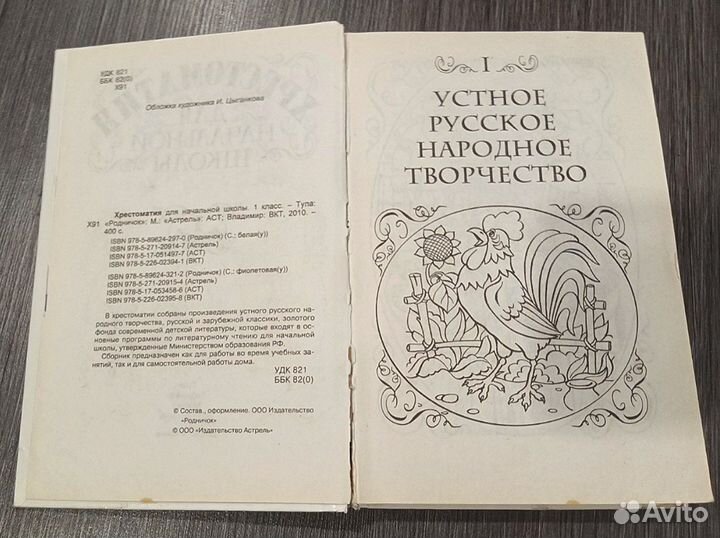 УДК 821
ББК 82(0)
Х91
Обложка художника И. Цыганкова
Хрестоматия для начальной школы. 1 класс. – Тула:
Х91 «Родничок»; М.: «Астрель»: АСТ; Владимир: ВКТ, 2010. –
400 с.
ISBN 978-5-89624-297-0 (Родничок) (С.: белая(у))
ISBN 978-5-271-20914-7 (Астрель)
ISBN 978-5-17-051497-7 (АСТ)
ISBN 978-5-226-02394-1 (ВКТ)
ISBN 978-5-89624-321-2 (Родничок) (С.: фиолетовая(у))
ISBN 978-5-271-20915-4 (Астрель)
ISBN 978-5-17-053458-6 (АСТ)
ISBN 978-5-226-02395-8 (ВКТ)
В хрестоматии собраны произведения устного русского на-
родного творчества, русской и зарубежной классики, золотого
фонда современной детской литературы, которые входят в ос-
новные программы по литературному чтению для начальной
школы, утвержденные Министерством образования РФ.
Сборник предназначен как для работы во время учебных за-
нятий, так и для самостоятельной работы дома.
УДК 821
ББК 82(0)
© Состав., оформление. ООО Издательство
«Родничок»
© ООО «Издательство Астрель»
I
УСТНОЕ
РУССКОЕ
НАРОДНОЕ
ТВОРЧЕСТВО
Avito